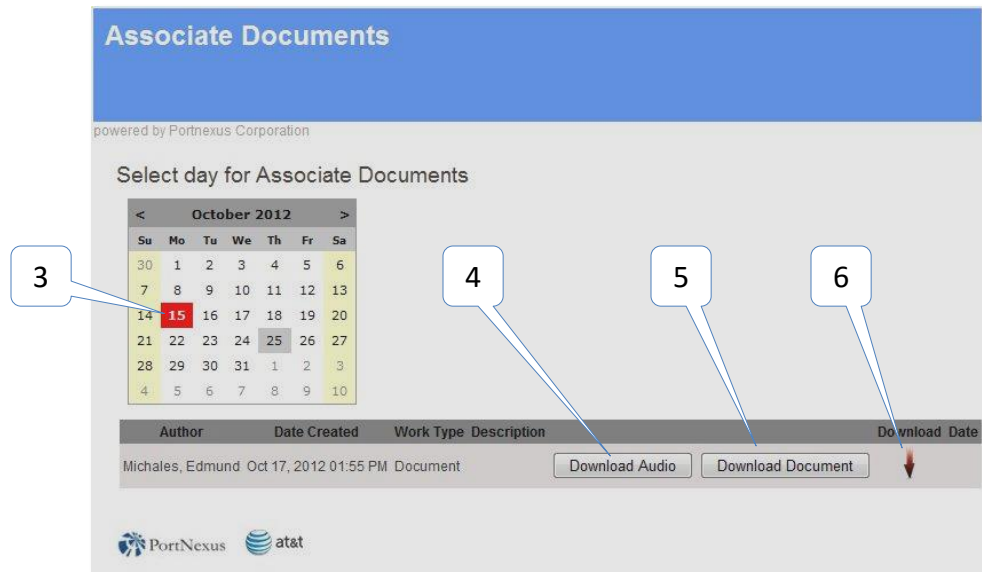 Associate Documents
powered by Portnexus Corporation
Select day for Associate Documents
< October 2012 >
Su Mo Tu We Th Fr Sa
30 1 2 3 4 5 6
7 8 9 10 11 12 13
14 15 16 17 18 19 20
21 22 23 24 25 26 27
28 29 30 31 1 2 3
4 5 6 7 8 9 10
3
4
5
6
Author Date Created Work Type Description Download Date
Michales, Edmund Oct 17, 2012 01:55 PM Document Download Audio Download Document
PortNexus at&t